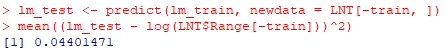 > lm_test <- predict(lm_train, newdata = LNT[-train, ])
> mean((lm_test - log(LNT$Range[-train]))^2)
[1] 0.04401471